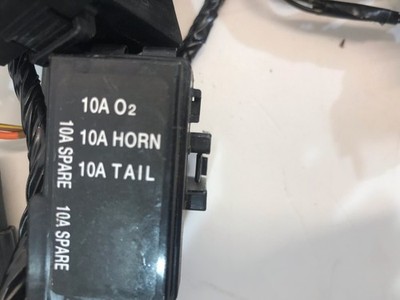 10A O2
10A HORN
10A TAIL
10A SPARE
10A SPARE